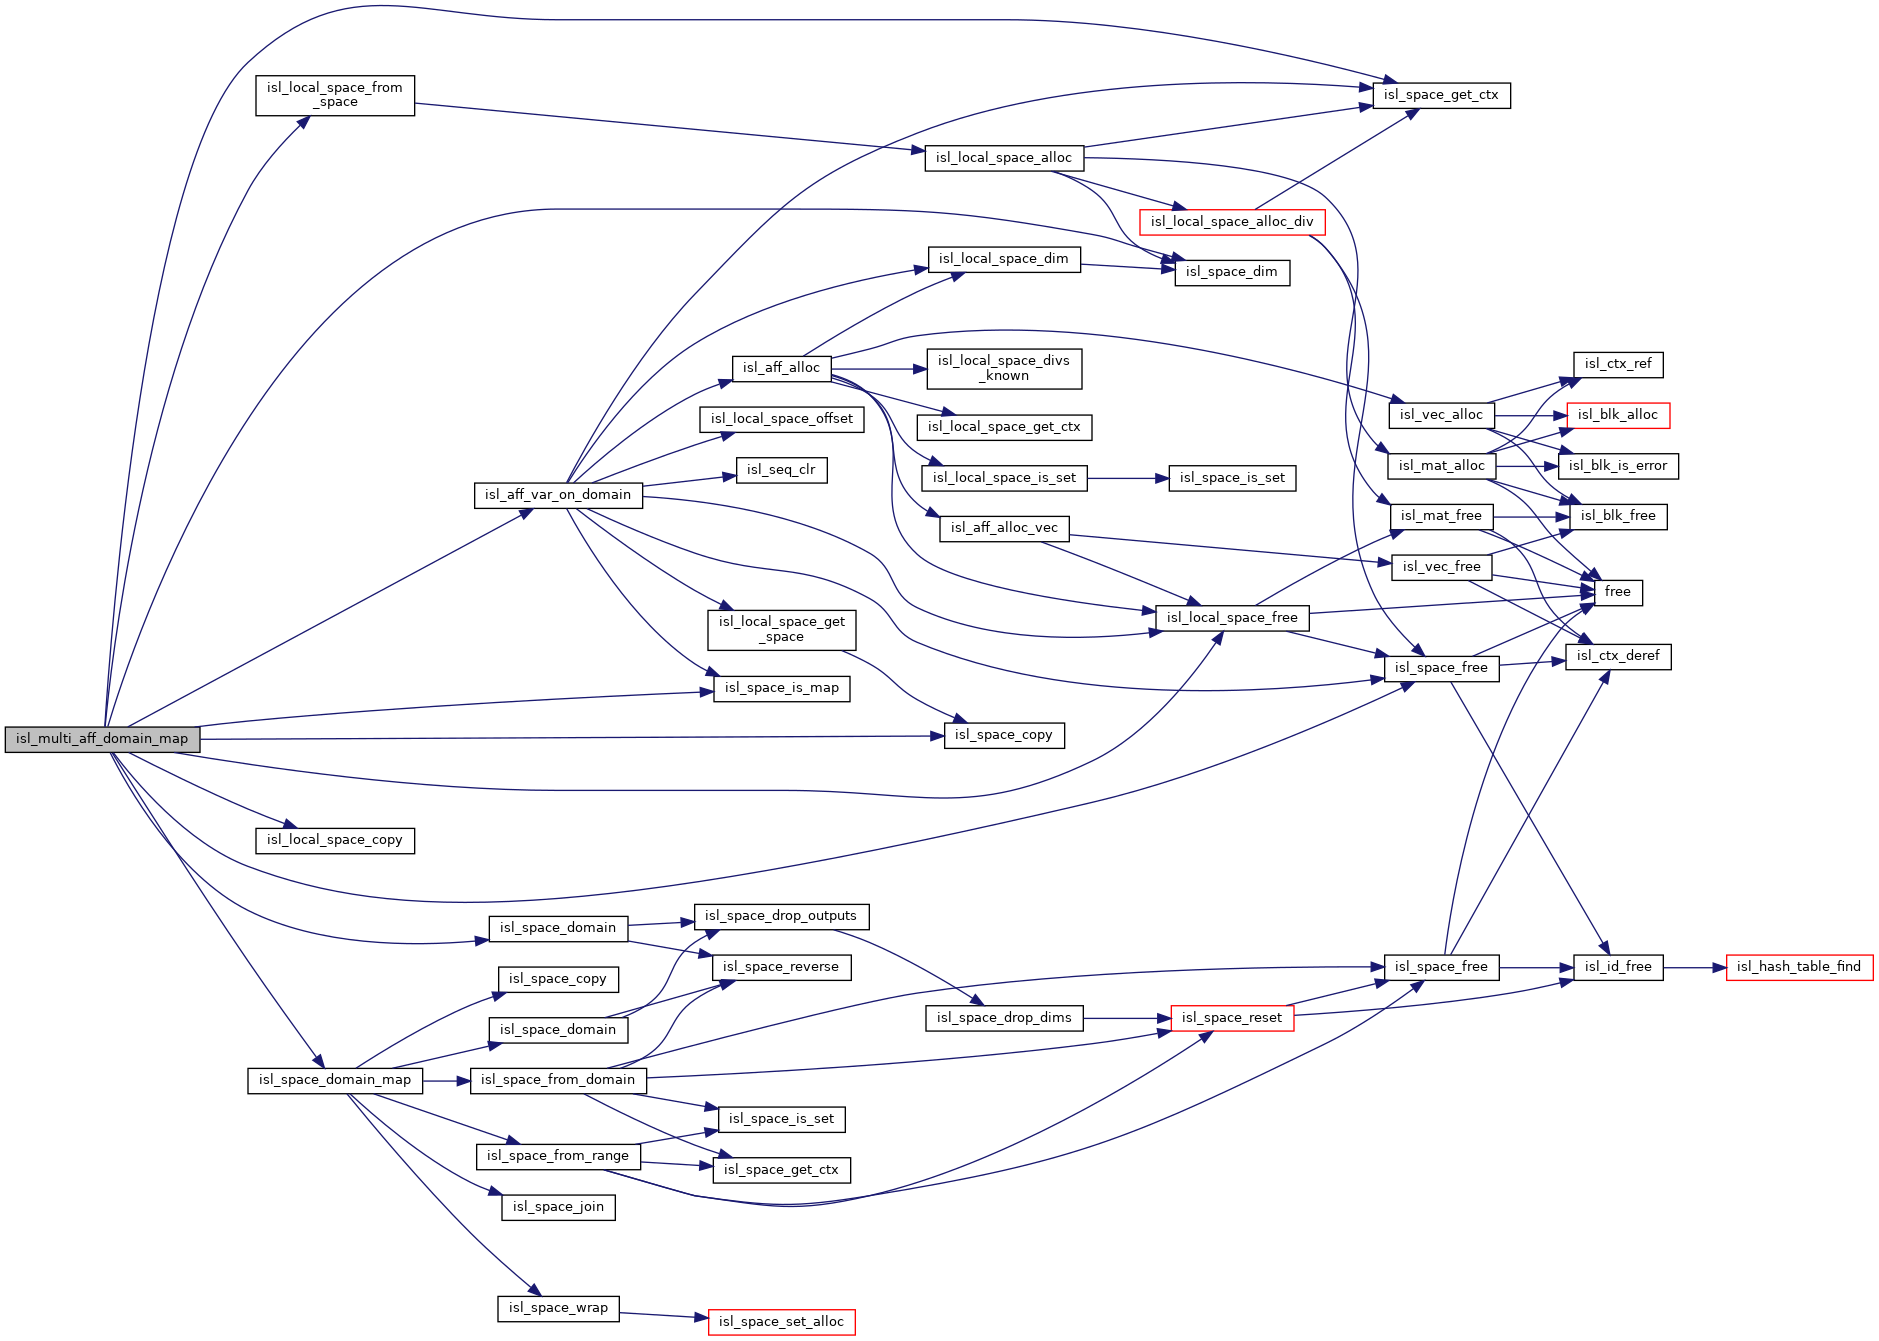 isl_local_space_from
_space
isl_space_get_ctx
isl_local_space_alloc
isl_local_space_alloc_div
isl_local_space_dim
isl_space_dim
isl_aff_alloc
isl_local_space_divs
_known
isl_ctx_ref
isl_local_space_offset
isl_local_space_get_ctx
isl_vec_alloc
isl_blk_alloc
isl_seq_clr
isl_local_space_is_set
isl_space_is_set
isl_mat_alloc
isl_blk_is_error
isl_aff_var_on_domain
isl_aff_alloc_vec
isl_mat_free
isl_blk_free
isl_vec_free
free
isl_local_space_get
_space
isl_local_space_free
isl_space_free
isl_ctx_deref
isl_space_is_map
isl_multi_aff_domain_map
isl_space_copy
isl_local_space_copy
isl_space_domain
isl_space_drop_outputs
isl_space_reverse
isl_space_free
isl_id_free
isl_hash_table_find
isl_space_copy
isl_space_domain
isl_space_drop_dims
isl_space_reset
isl_space_domain_map
isl_space_from_domain
isl_space_is_set
isl_space_from_range
isl_space_get_ctx
isl_space_join
isl_space_wrap
isl_space_set_alloc